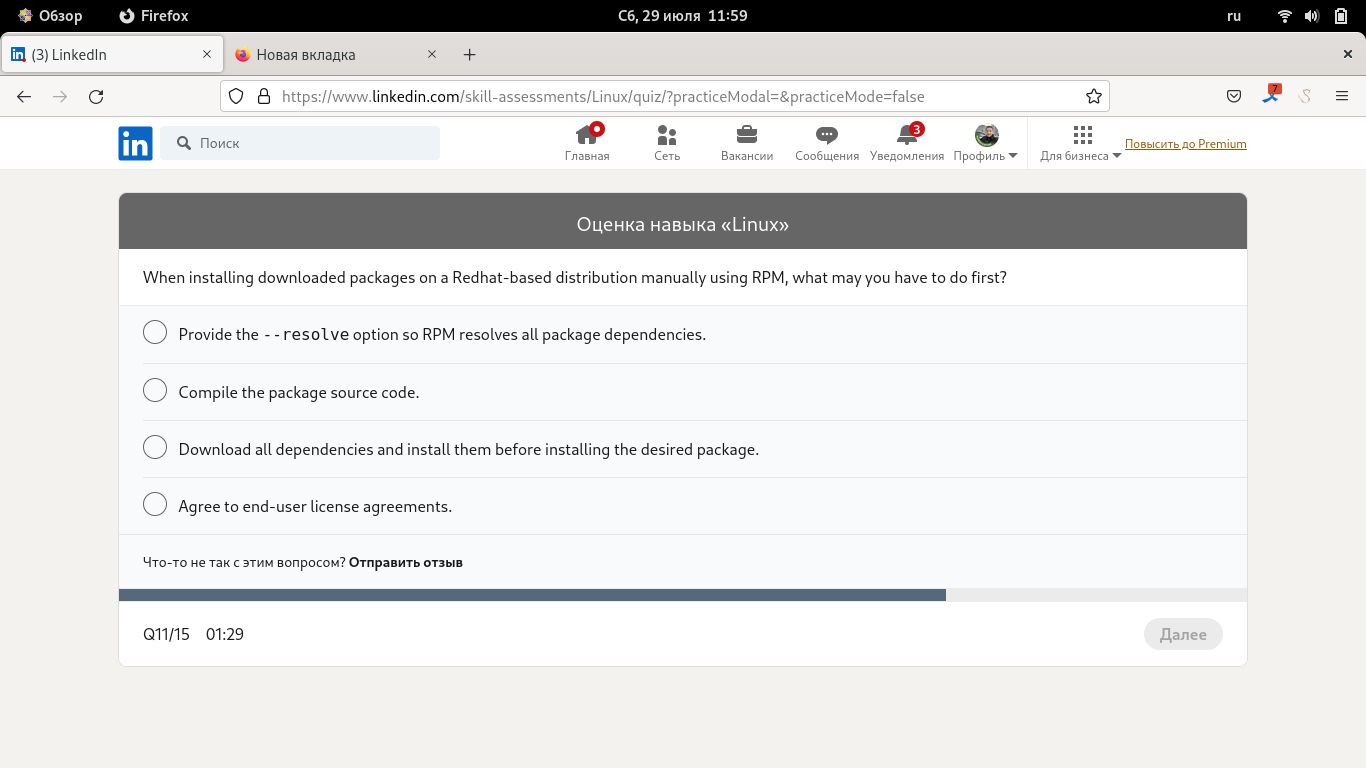 Обзор Firefox Сб, 29 июля 11:59 ru
(3) LinkedIn Новая вкладка
https://www.linkedin.com/skill-assessments/Linux/quiz/?practiceModal=&practiceMode=false 7
in Поиск Главная Сеть Вакансии Сообщения 3 Уведомления Профиль Для бизнеса Повысить до Premium
Оценка навыка «Linux»
When installing downloaded packages on a Redhat-based distribution manually using RPM, what may you have to do first?
Provide the --resolve option so RPM resolves all package dependencies.
Compile the package source code.
Download all dependencies and install them before installing the desired package.
Agree to end-user license agreements.
Что-то не так с этим вопросом? Отправить отзыв
Q11/15 01:29 Далее